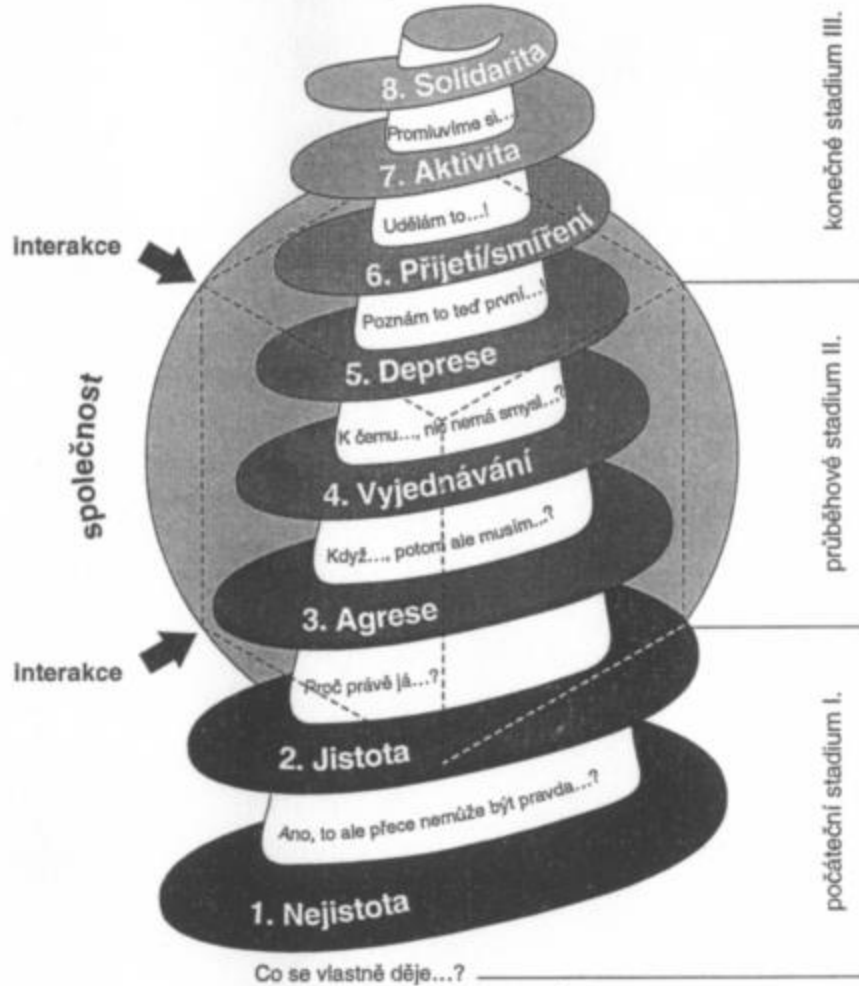 8. Solidarita
Promluvíme si...
7. Aktivita
Udělám to...!
6. Přijetí/smíření
Poznám to teď první...!
5. Deprese
K čemu..., nic nemá smysl...?
4. Vyjednávání
Když..., potom ale musím...?
3. Agrese
Proč právě já...?
2. Jistota
Ano, to ale přece nemůže být pravda...?
1. Nejistota
Co se vlastně děje...?
interakce
společnost
interakce
konečné stadium III.
průběhové stadium II.
počáteční stadium I.